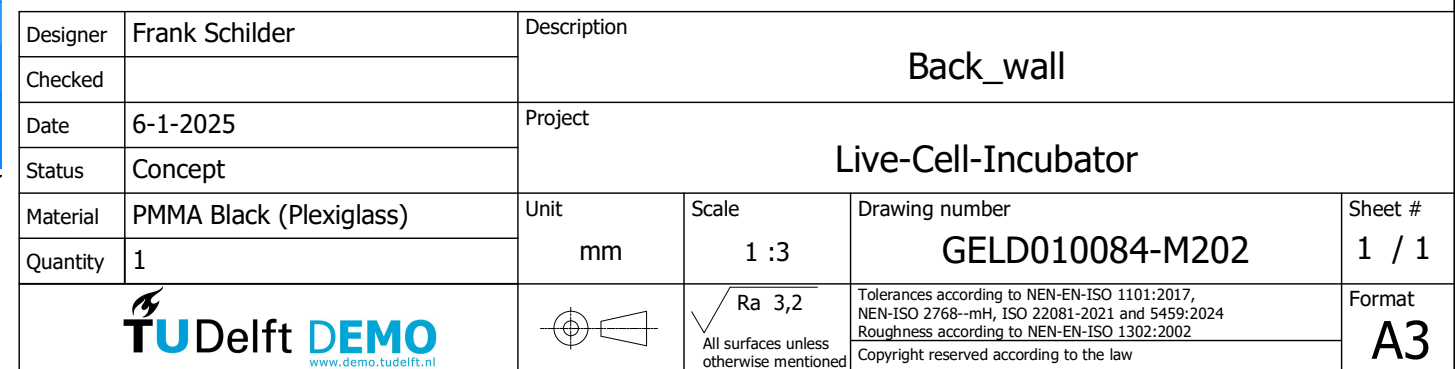 Designer Frank Schilder
Checked
Date 6-1-2025
Status Concept
Material PMMA Black (Plexiglass)
Quantity 1
Description
Back_wall
Project
Live-Cell-Incubator
Unit
mm
Scale
1 :3
Drawing number
GELD010084-M202
Sheet #
1 / 1
TUDelft DEMO
www.demo.tudelft.nl
Ra 3,2
All surfaces unless
otherwise mentioned
Tolerances according to NEN-EN-ISO 1101:2017,
NEN-ISO 2768--mH, ISO 22081-2021 and 5459:2024
Roughness according to NEN-EN-ISO 1302:2002
Copyright reserved according to the law
Format
A3